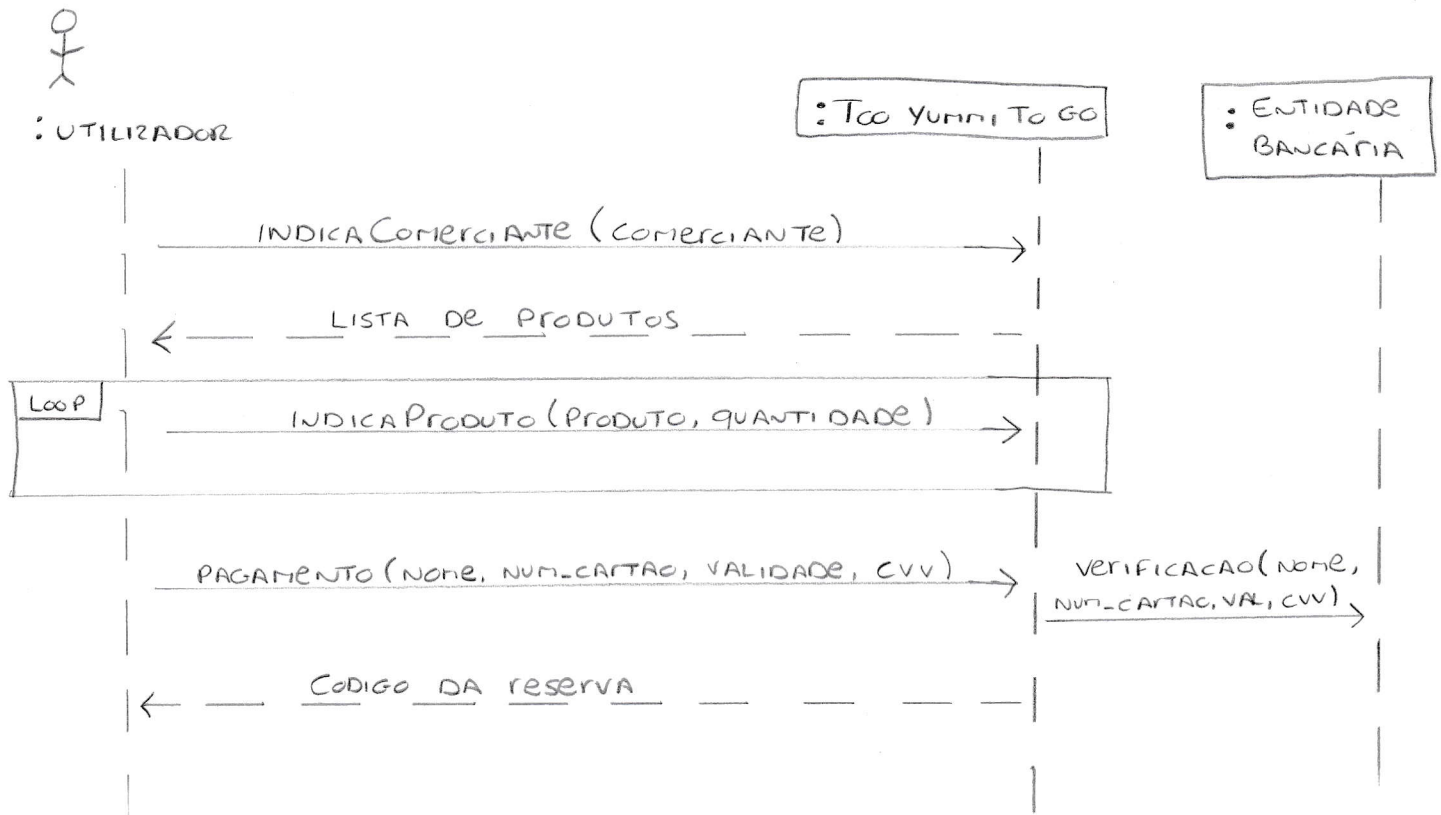 : UTILIZADOR
: Too Yummi To GO
: ENTIDADE
BANCÁRIA
INDICAComerciANTE (comerciANTE)
LISTA De ProDUTOS
LOOP
INDICAProDUTO (ProDUTO, QUANTIDADe)
PAGAmeNTO (Nome, NUM_CArTAO, VALIDADe, CVV)
VerIFICACAO (Nome,
NUM_CArTAO, VAL, CVV)
CODIGO DA reserVA